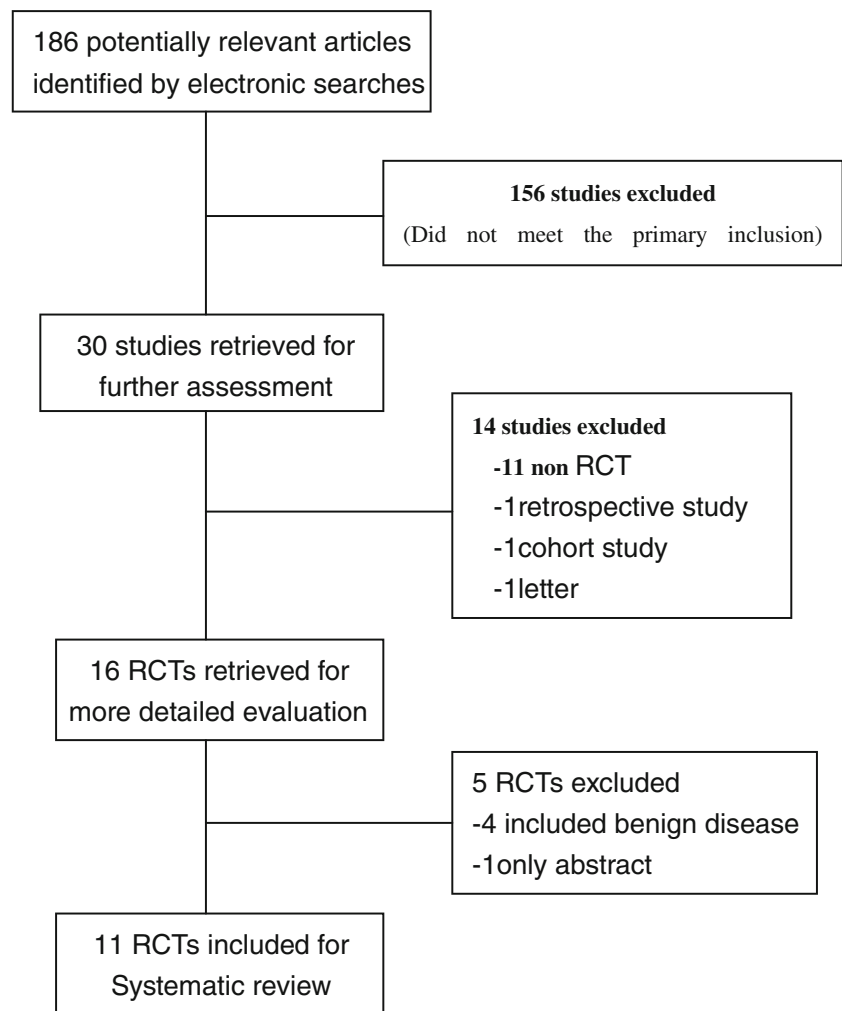 186 potentially relevant articles
identified by electronic searches
156 studies excluded
(Did not meet the primary inclusion)
30 studies retrieved for
further assessment
14 studies excluded
-11 non RCT
-1retrospective study
-1cohort study
-1letter
16 RCTs retrieved for
more detailed evaluation
5 RCTs excluded
-4 included benign disease
-1only abstract
11 RCTs included for
Systematic review